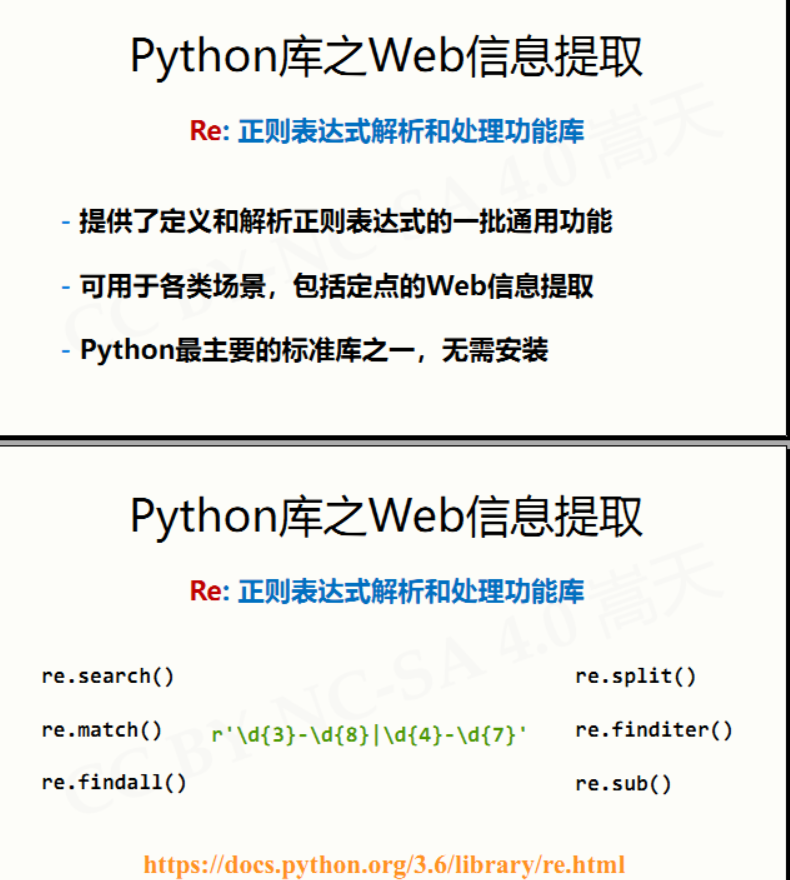 Python库之Web信息提取
Re: 正则表达式解析和处理功能库
- 提供了定义和解析正则表达式的一批通用功能
- 可用于各类场景，包括定点的Web信息提取
- Python最主要的标准库之一，无需安装
CC BY-NC-SA 4.0 嵩天
Python库之Web信息提取
Re: 正则表达式解析和处理功能库
re.search()
re.split()
re.match()
r'\d{3}-\d{8}|\d{4}-\d{7}'
re.finditer()
re.findall()
re.sub()
CC BY-NC-SA 4.0 嵩天
https://docs.python.org/3.6/library/re.html